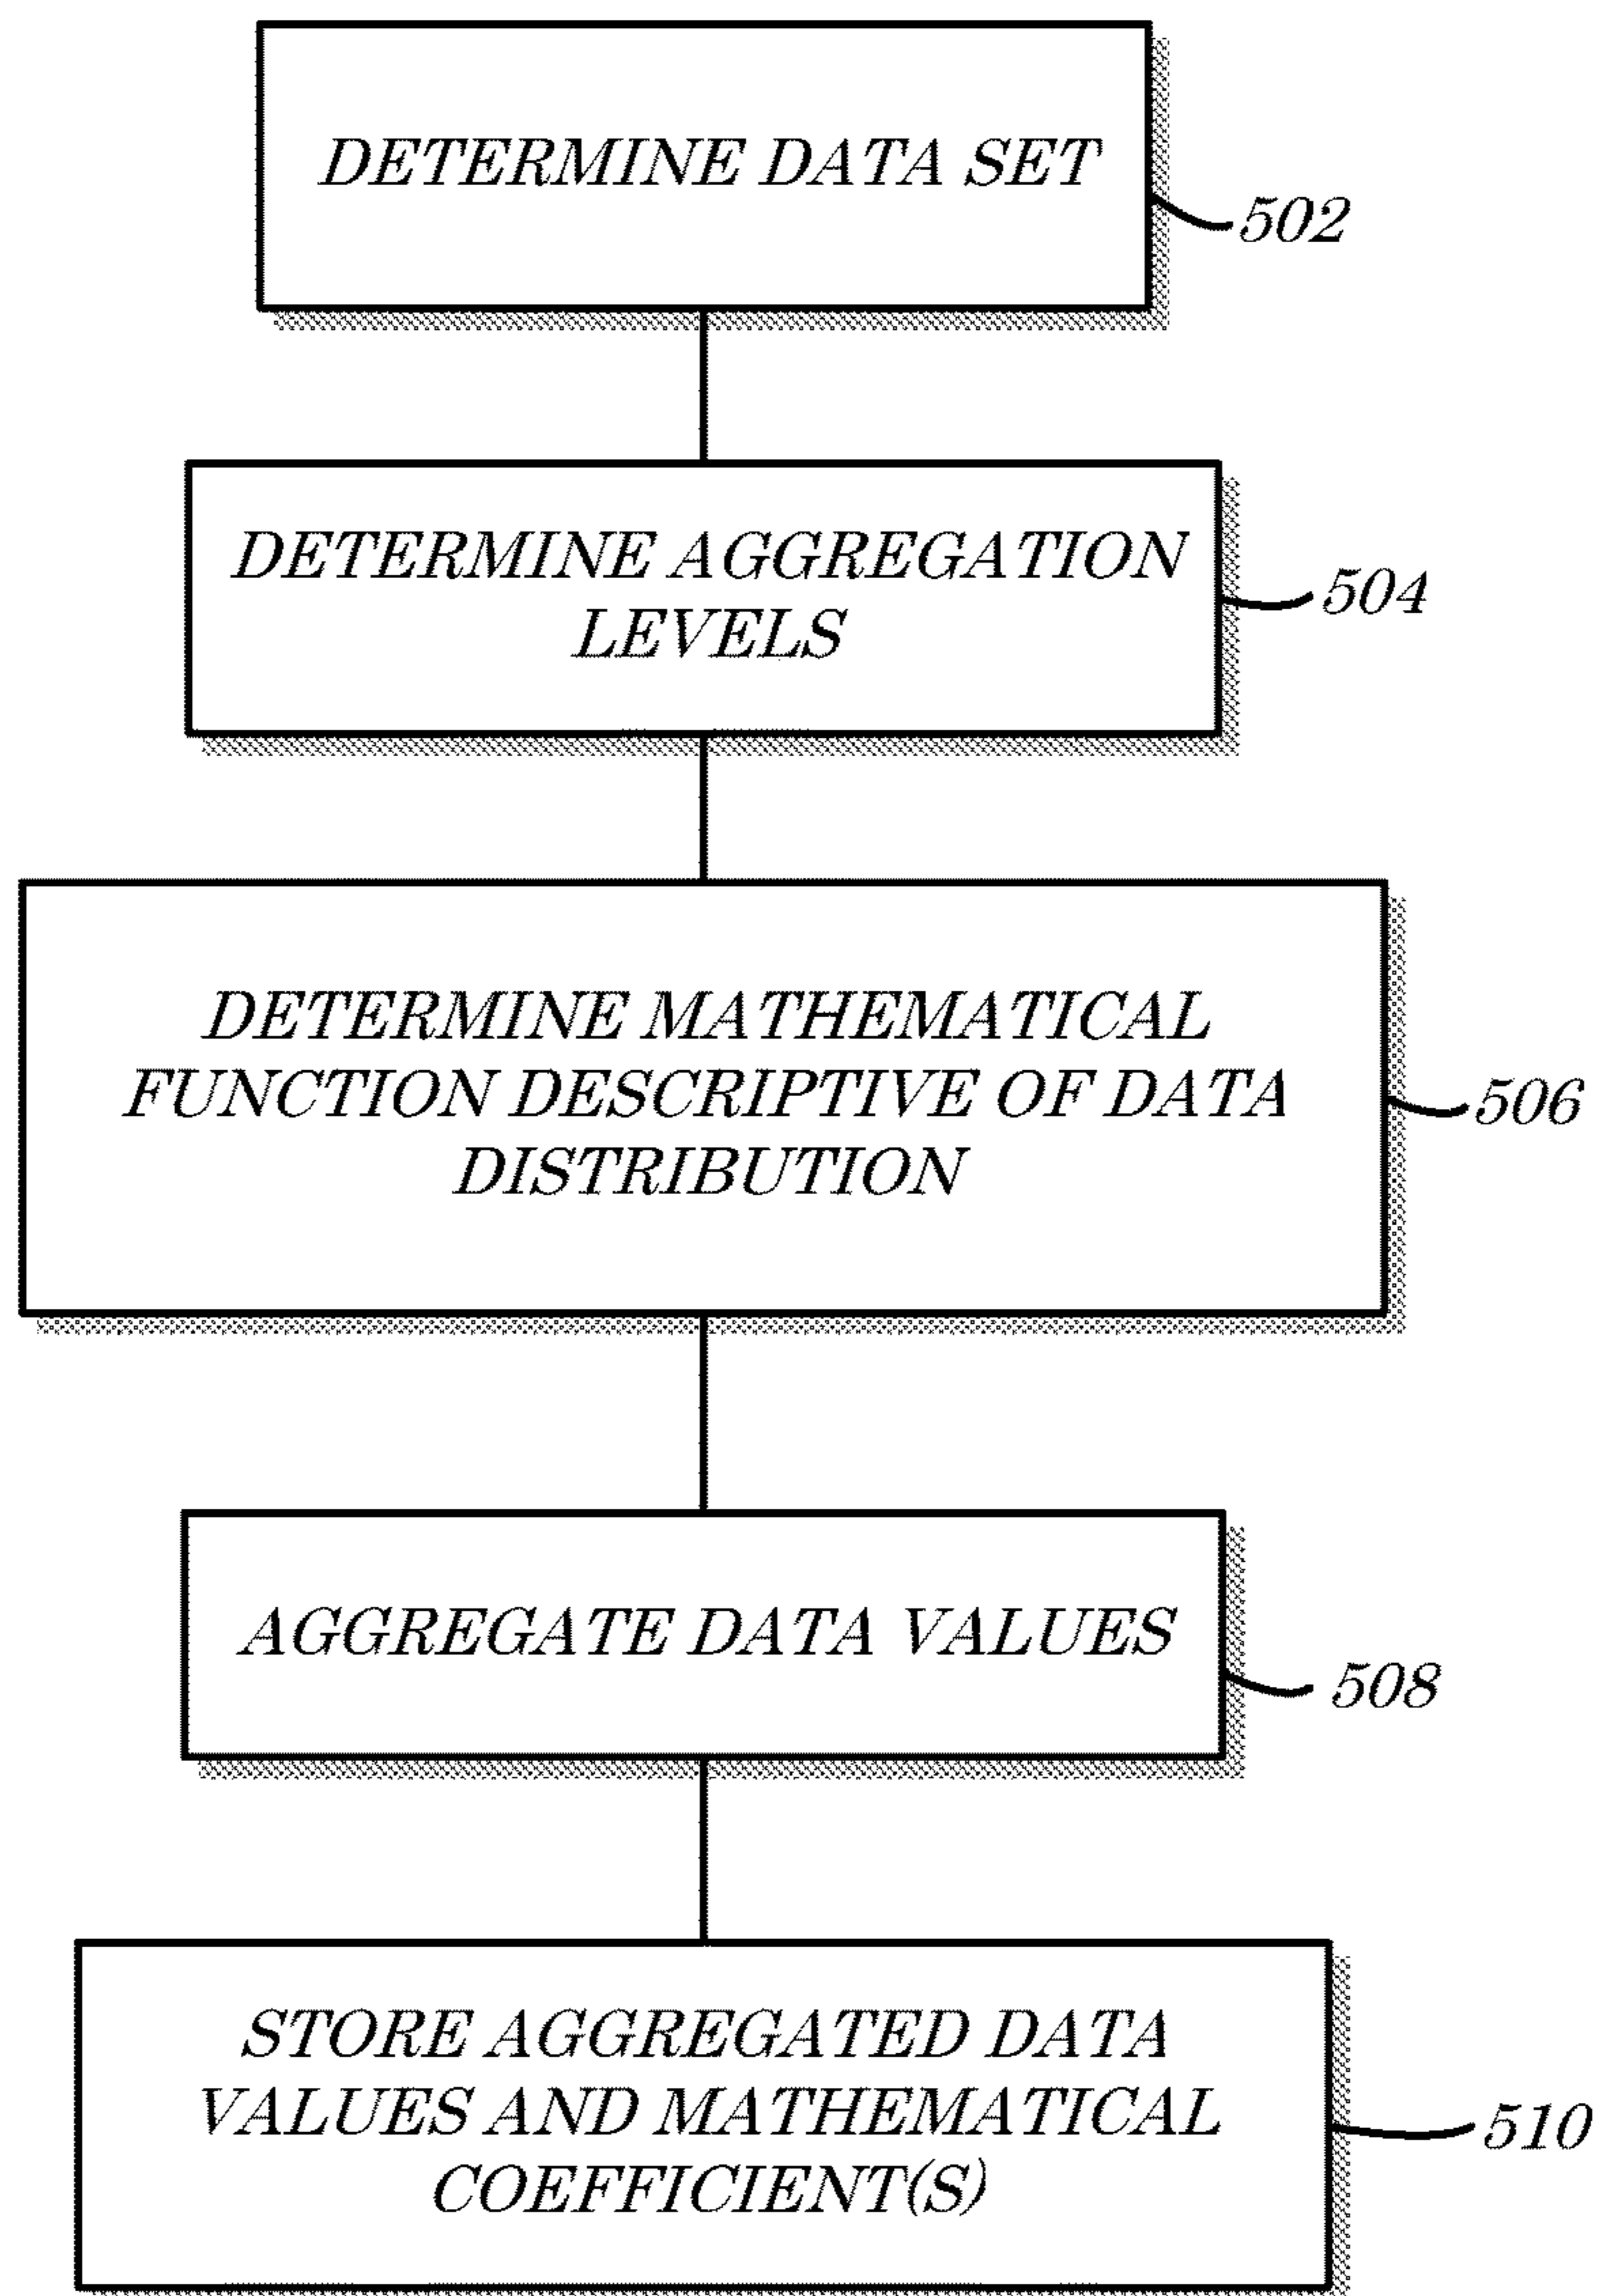 DETERMINE DATA SET
502
DETERMINE AGGREGATION
LEVELS
504
DETERMINE MATHEMATICAL
FUNCTION DESCRIPTIVE OF DATA
DISTRIBUTION
506
AGGREGATE DATA VALUES
508
STORE AGGREGATED DATA
VALUES AND MATHEMATICAL
COEFFICIENT(S)
510